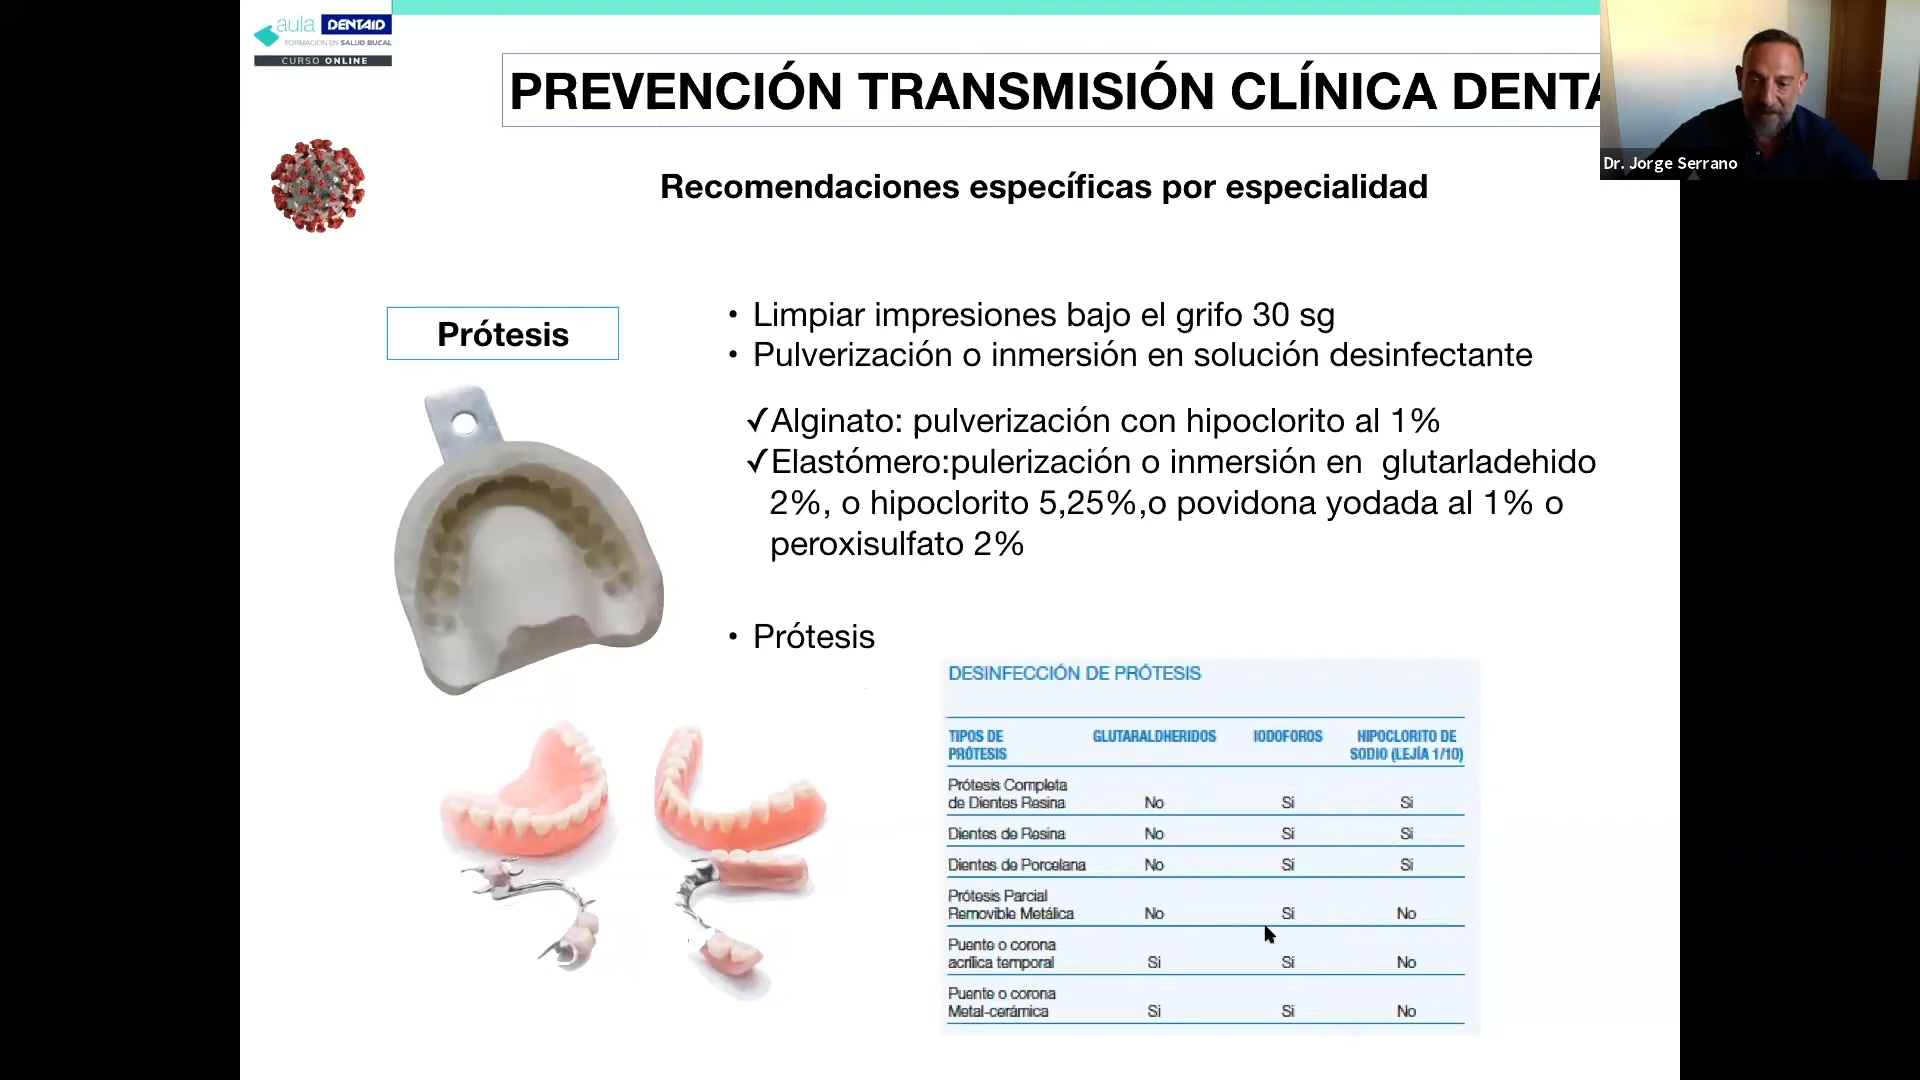 aula DENTAID
FORMACIÓN EN SALUD BUCAL
CURSO ONLINE
PREVENCIÓN TRANSMISIÓN CLÍNICA DENTA
Dr. Jorge Serrano
Recomendaciones específicas por especialidad
Prótesis
• Limpiar impresiones bajo el grifo 30 sg
• Pulverización o inmersión en solución desinfectante
✓Alginato: pulverización con hipoclorito al 1%
✓Elastómero:pulerización o inmersión en glutarladehido
2%, o hipoclorito 5,25%,o povidona yodada al 1% o
peroxisulfato 2%
• Prótesis
DESINFECCIÓN DE PRÓTESIS
TIPOS DE PRÓTESIS GLUTARALDHERIDOS IODOFOROS HIPOCLORITO DE SODIO (LEJÍA 1/10)
Prótesis Completa
de Dientes Resina No Si Si
Dientes de Resina No Si Si
Dientes de Porcelana No Si Si
Prótesis Parcial
Removible Metálica No Si No
Puente o corona
acrílica temporal Si Si No
Puente o corona
Metal-cerámica Si Si No